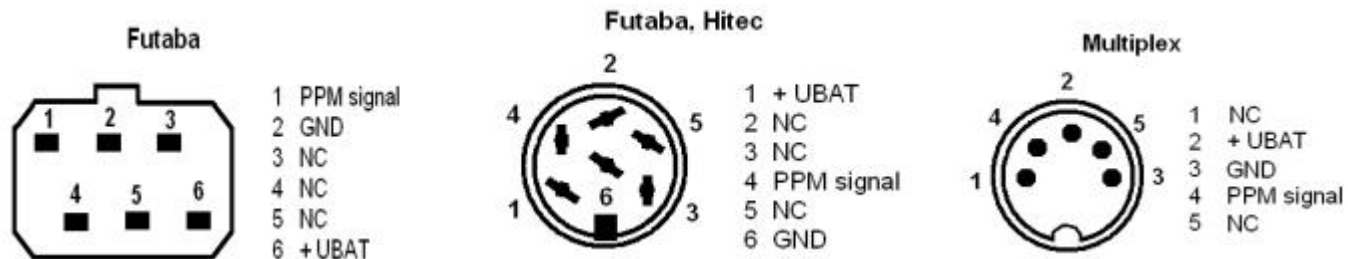 Futaba
1 2 3
4 5 6
1 PPM signal
2 GND
3 NC
4 NC
5 NC
6 +UBAT
Futaba, Hitec
2
4 5
1 6 3
1 + UBAT
2 NC
3 NC
4 PPM signal
5 NC
6 GND
Multiplex
2
4 5
1 3
1 NC
2 + UBAT
3 GND
4 PPM signal
5 NC